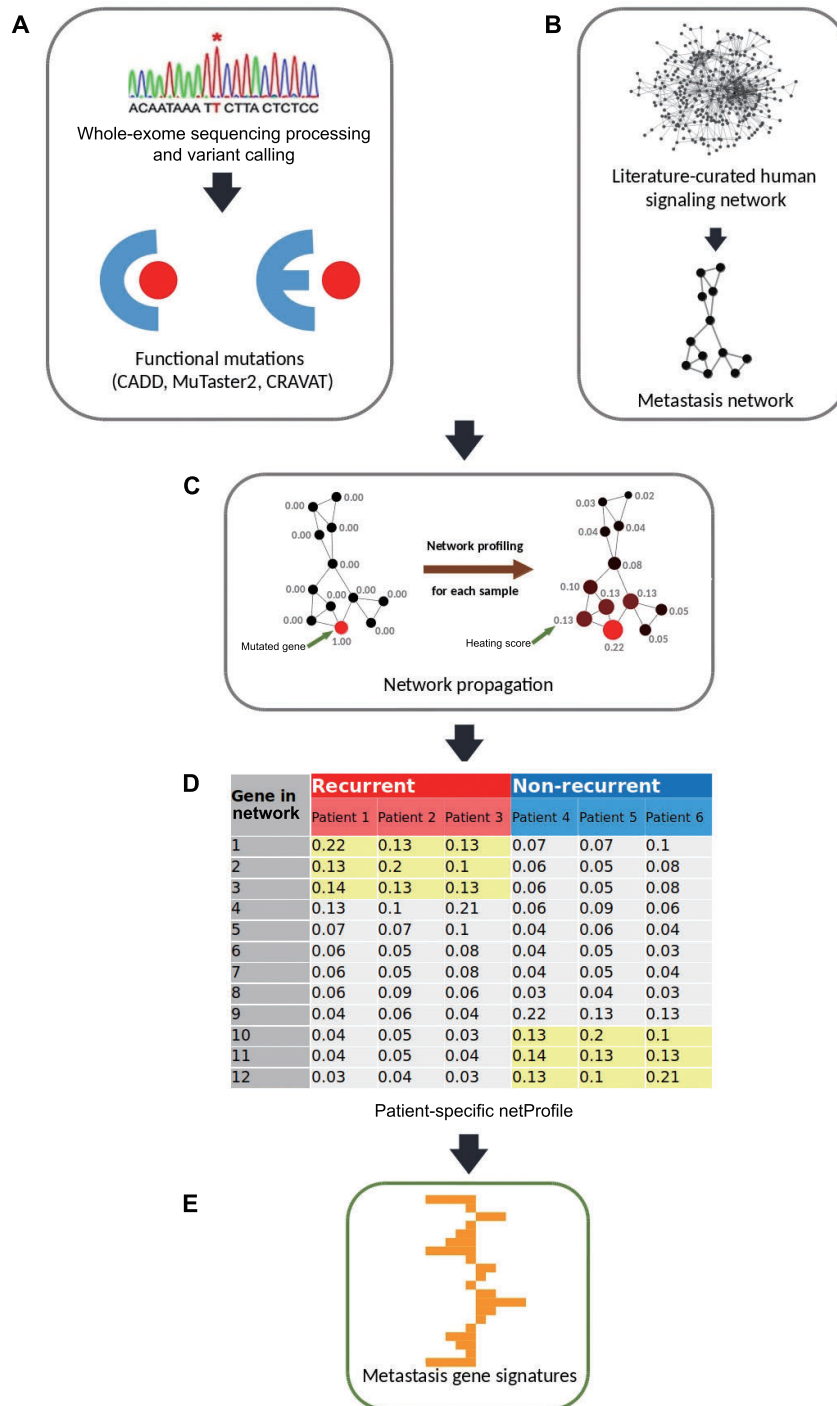 A
*
ACAATAAA TT CTTA CTCTCC
Whole-exome sequencing processing
and variant calling
Functional mutations
(CADD, MuTaster2, CRAVAT)
B
Literature-curated human
signaling network
Metastasis network
C
0.00
0.00
0.00
0.00
0.00
0.00
0.00
0.00
0.00
0.00
0.00
1.00
Mutated gene
Network profiling
for each sample
0.02
0.03
0.04
0.04
0.08
0.10
0.13
0.13
0.13
0.05
0.05
0.22
Heating score
Network propagation
D
Gene in network Recurrent Non-recurrent
Patient 1 Patient 2 Patient 3 Patient 4 Patient 5 Patient 6
1 0.22 0.13 0.13 0.07 0.07 0.1
2 0.13 0.2 0.1 0.06 0.05 0.08
3 0.14 0.13 0.13 0.06 0.05 0.08
4 0.13 0.1 0.21 0.06 0.09 0.06
5 0.07 0.07 0.1 0.04 0.06 0.04
6 0.06 0.05 0.08 0.04 0.05 0.03
7 0.06 0.05 0.08 0.04 0.05 0.04
8 0.06 0.09 0.06 0.03 0.04 0.03
9 0.04 0.06 0.04 0.22 0.13 0.13
10 0.04 0.05 0.03 0.13 0.2 0.1
11 0.04 0.05 0.04 0.14 0.13 0.13
12 0.03 0.04 0.03 0.13 0.1 0.21
Patient-specific netProfile
E
Metastasis gene signatures